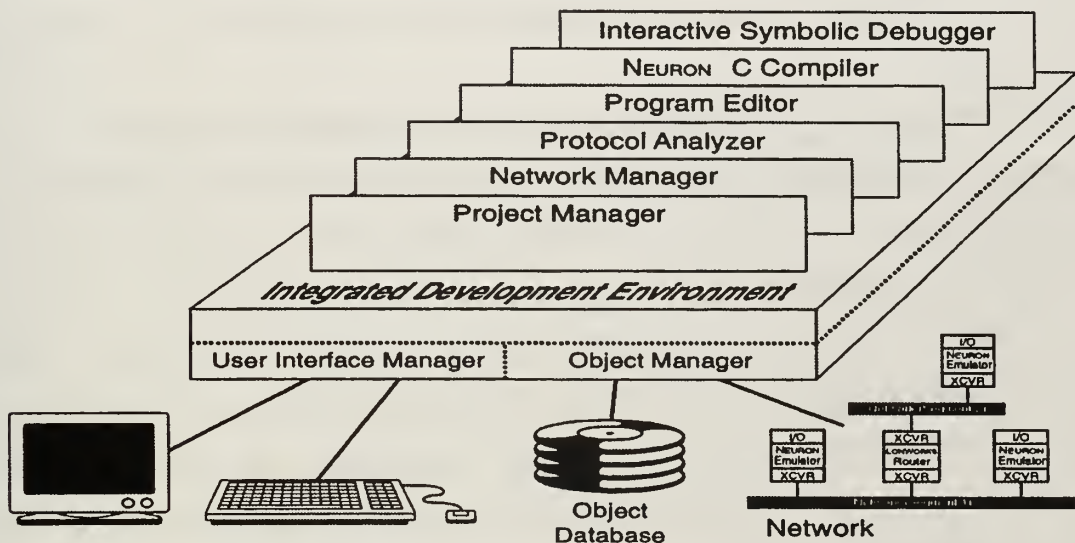 Interactive Symbolic Debugger
NEURON C Compiler
Program Editor
Protocol Analyzer
Network Manager
Project Manager
Integrated Development Environment
User Interface Manager
Object Manager
I/O
NEURON
Emulator
XCVR
I/O
NEURON
Emulator
XCVR
XCVR
LONWORKS
Router
XCVR
I/O
NEURON
Emulator
XCVR
Object
Database
Network